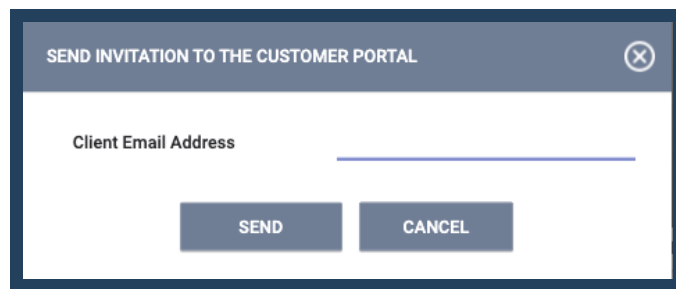 SEND INVITATION TO THE CUSTOMER PORTAL
Client Email Address
SEND CANCEL